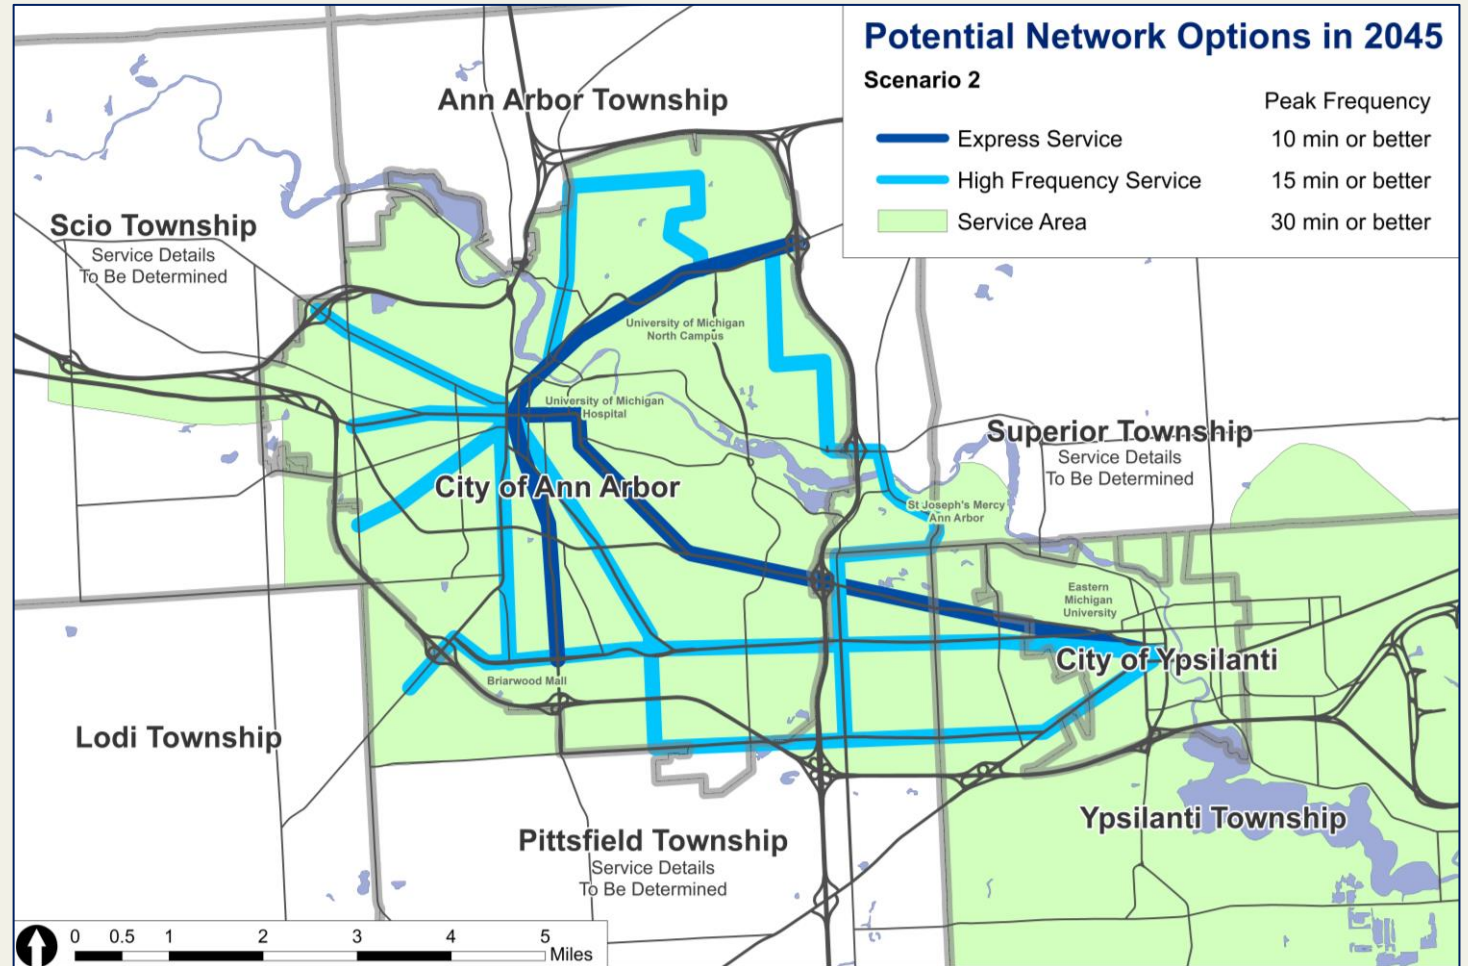 Potential Network Options in 2045
Scenario 2
Peak Frequency
Express Service 10 min or better
High Frequency Service 15 min or better
Service Area 30 min or better
Ann Arbor Township
Scio Township
Service Details
To Be Determined
University of Michigan
North Campus
University of Michigan
Hospital
Superior Township
Service Details
To Be Determined
City of Ann Arbor
St Joseph's Mercy
Ann Arbor
Eastern
Michigan
University
City of Ypsilanti
Briarwood Mall
Lodi Township
Ypsilanti Township
Pittsfield Township
Service Details
To Be Determined
0 0.5 1 2 3 4 5
Miles